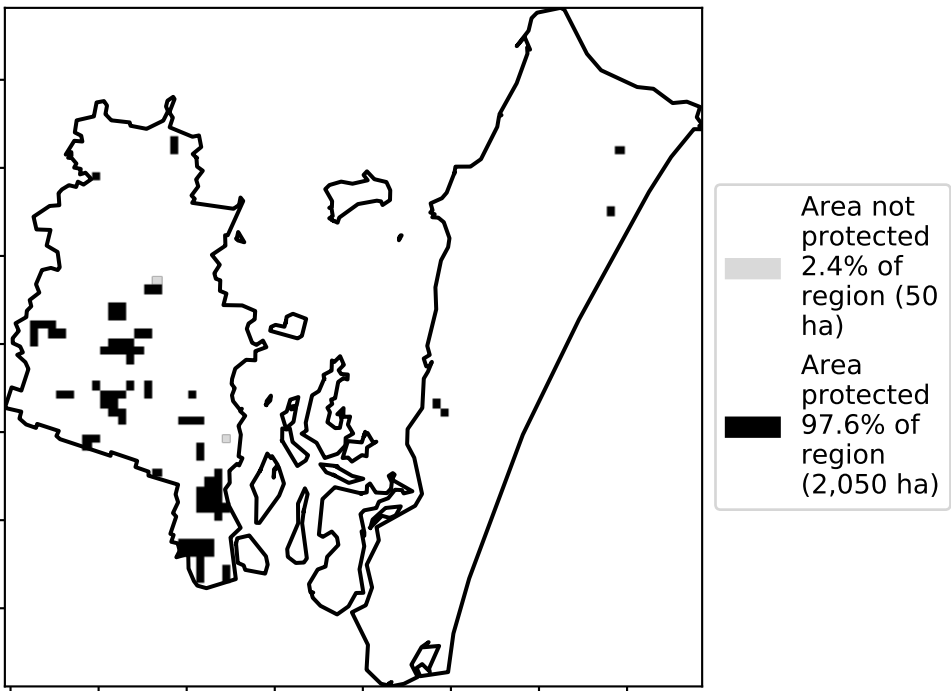 Area not
protected
2.4% of
region (50
ha)
Area
protected
97.6% of
region
(2,050 ha)